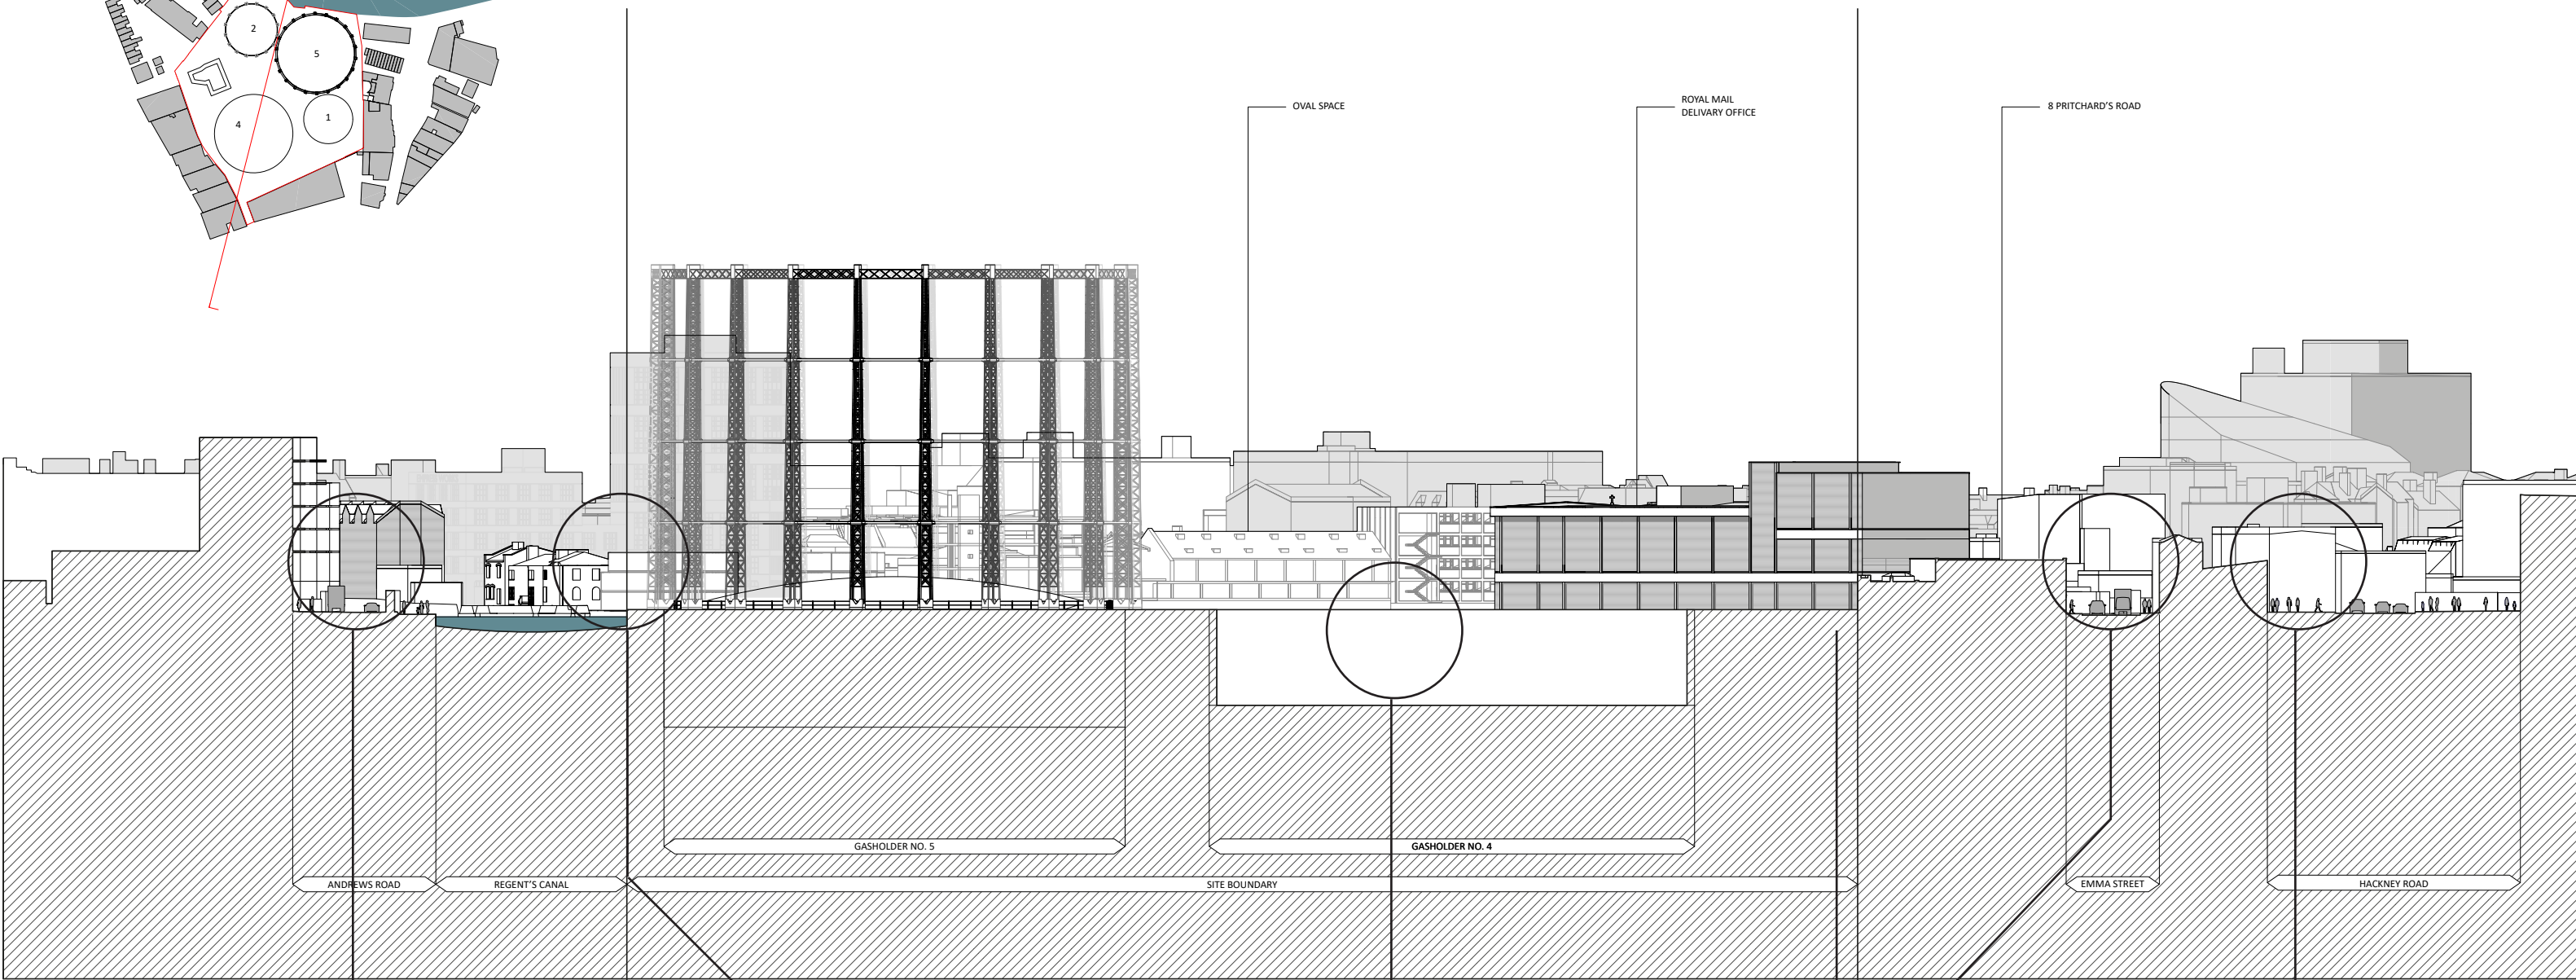 2
5
4
1
OVAL SPACE
ROYAL MAIL
DELIVARY OFFICE
8 PRITCHARD'S ROAD
GASHOLDER NO. 5
GASHOLDER NO. 4
ANDREWS ROAD
REGENT'S CANAL
SITE BOUNDARY
EMMA STREET
HACKNEY ROAD